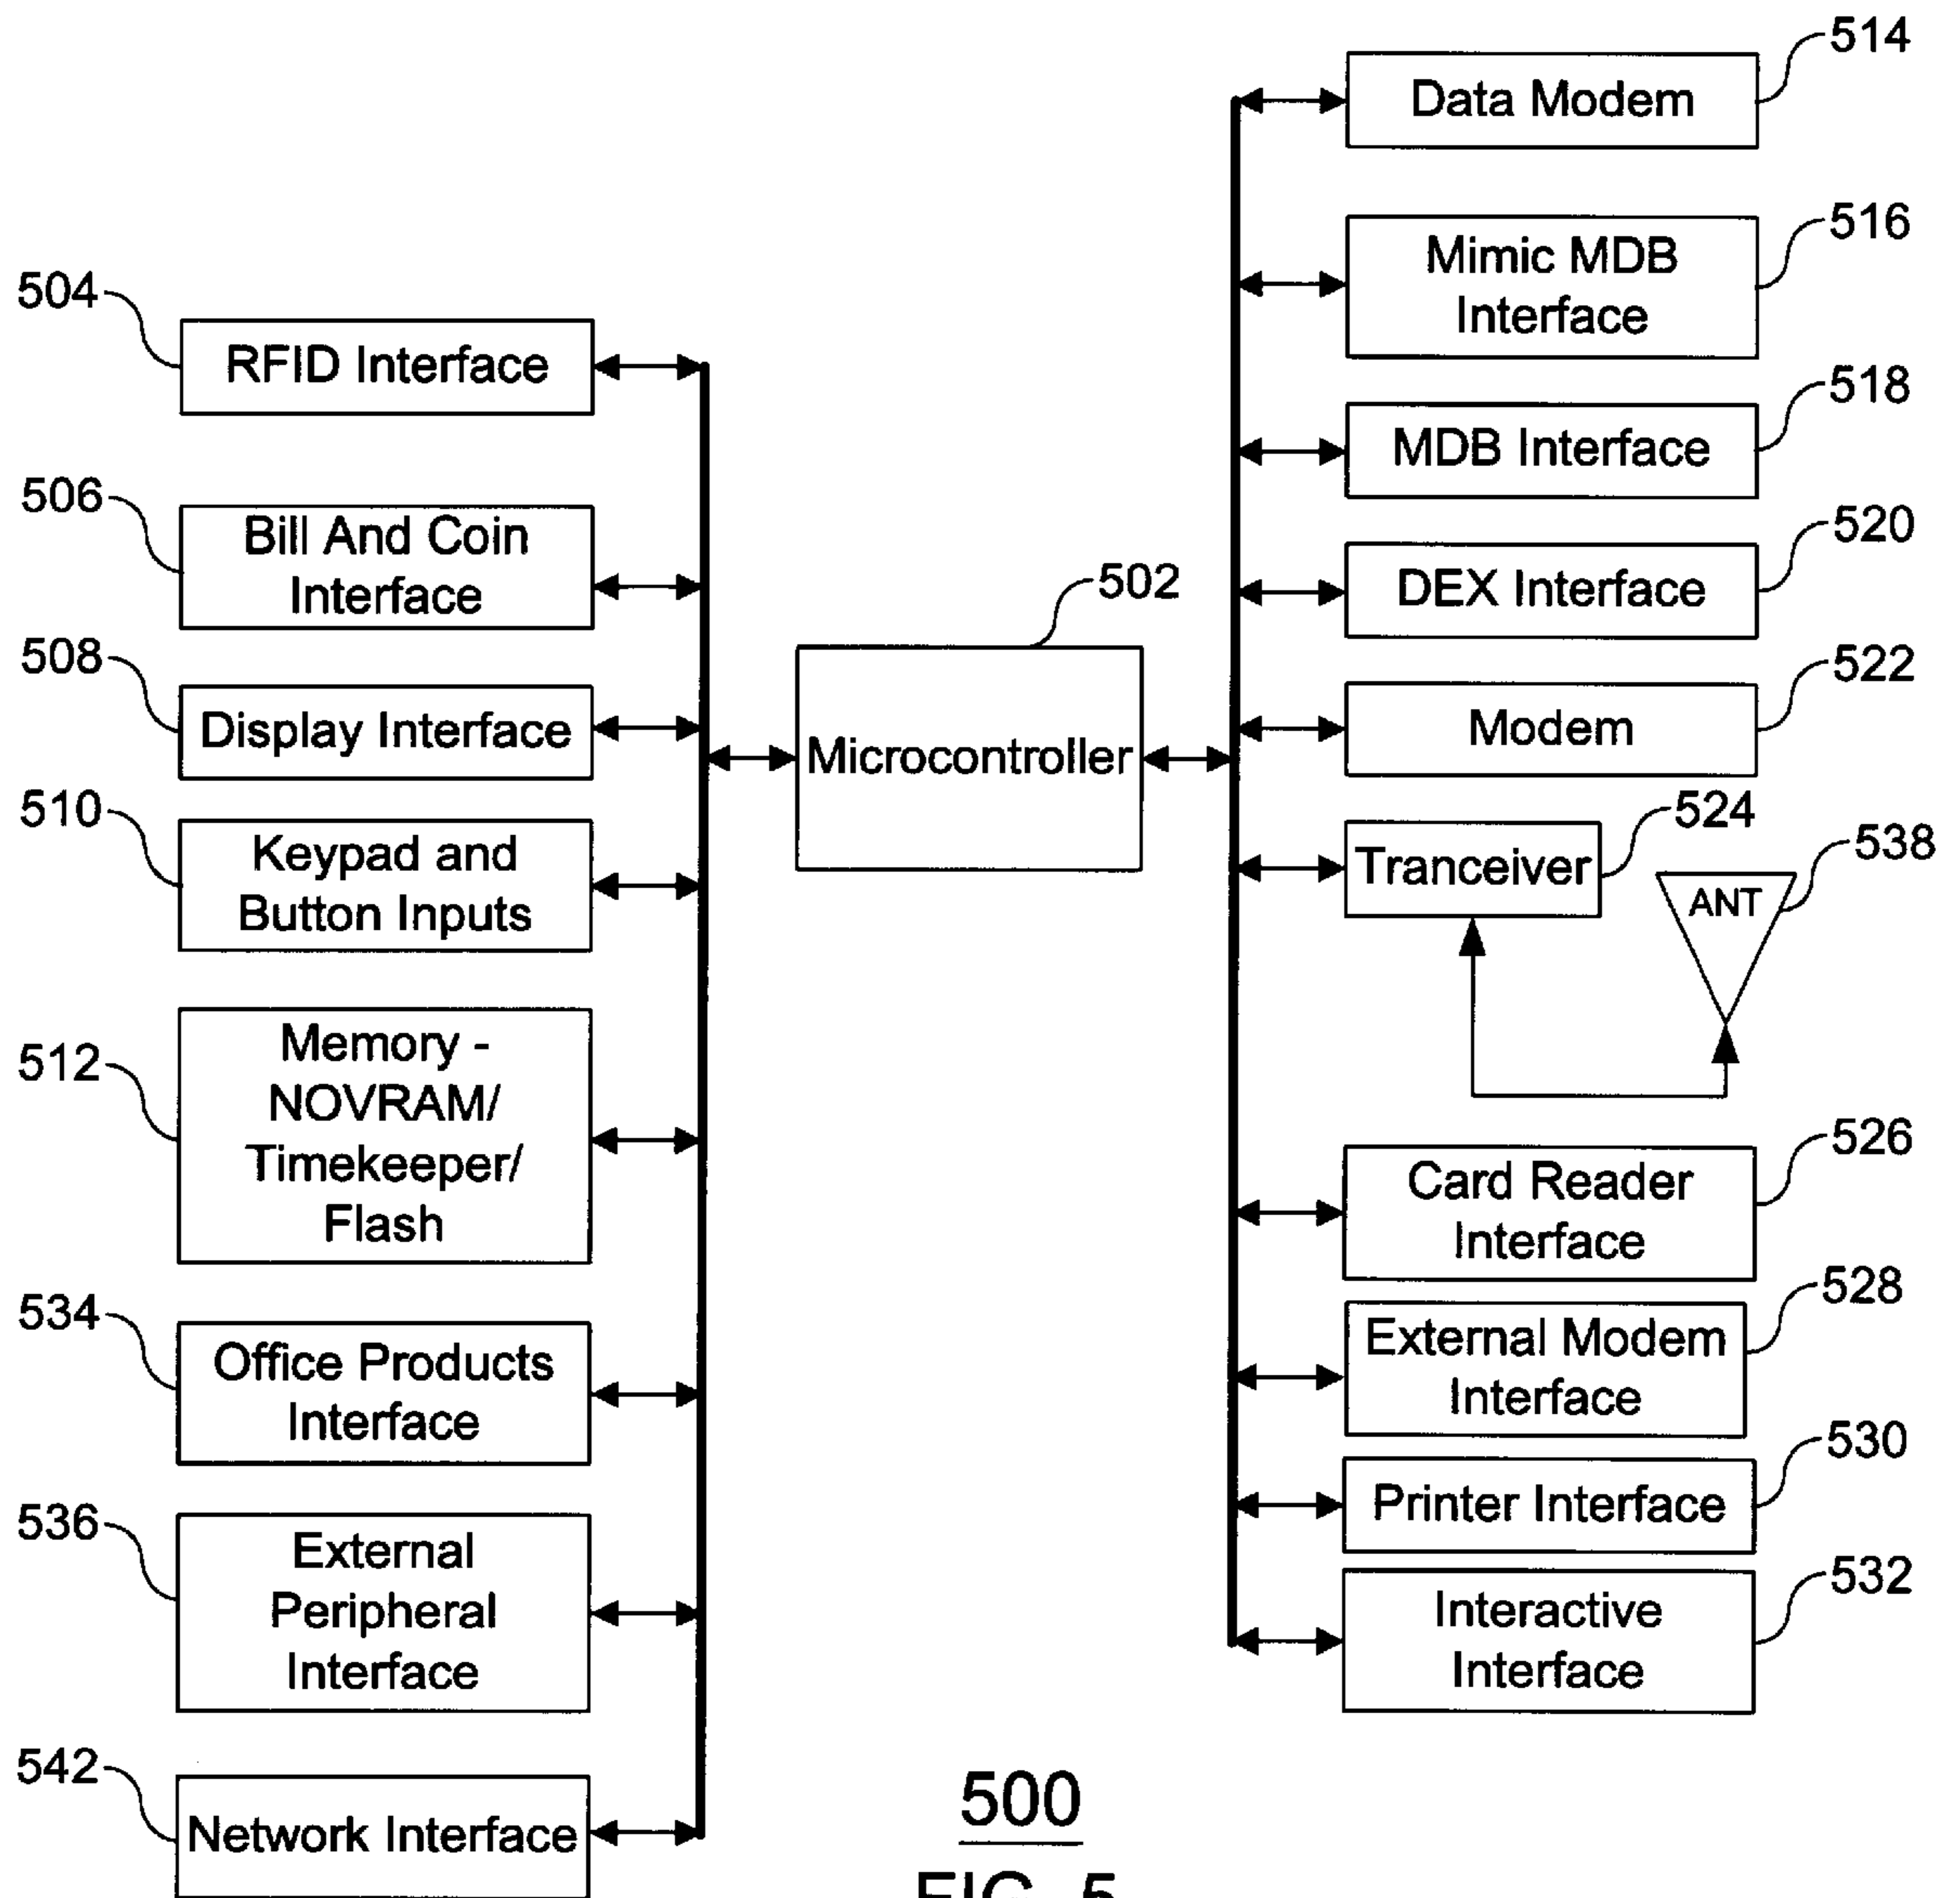 514
Data Modem
516
Mimic MDB
Interface
504
RFID Interface
518
MDB Interface
506
Bill And Coin
Interface
520
DEX Interface
502
Microcontroller
508
Display Interface
522
Modem
510
Keypad and
Button Inputs
524
Tranceiver
538
ANT
512
Memory -
NOVRAM/
Timekeeper/
Flash
526
Card Reader
Interface
534
Office Products
Interface
528
External Modem
Interface
530
Printer Interface
536
External
Peripheral
Interface
532
Interactive
Interface
542
Network Interface
500
FIG. 5